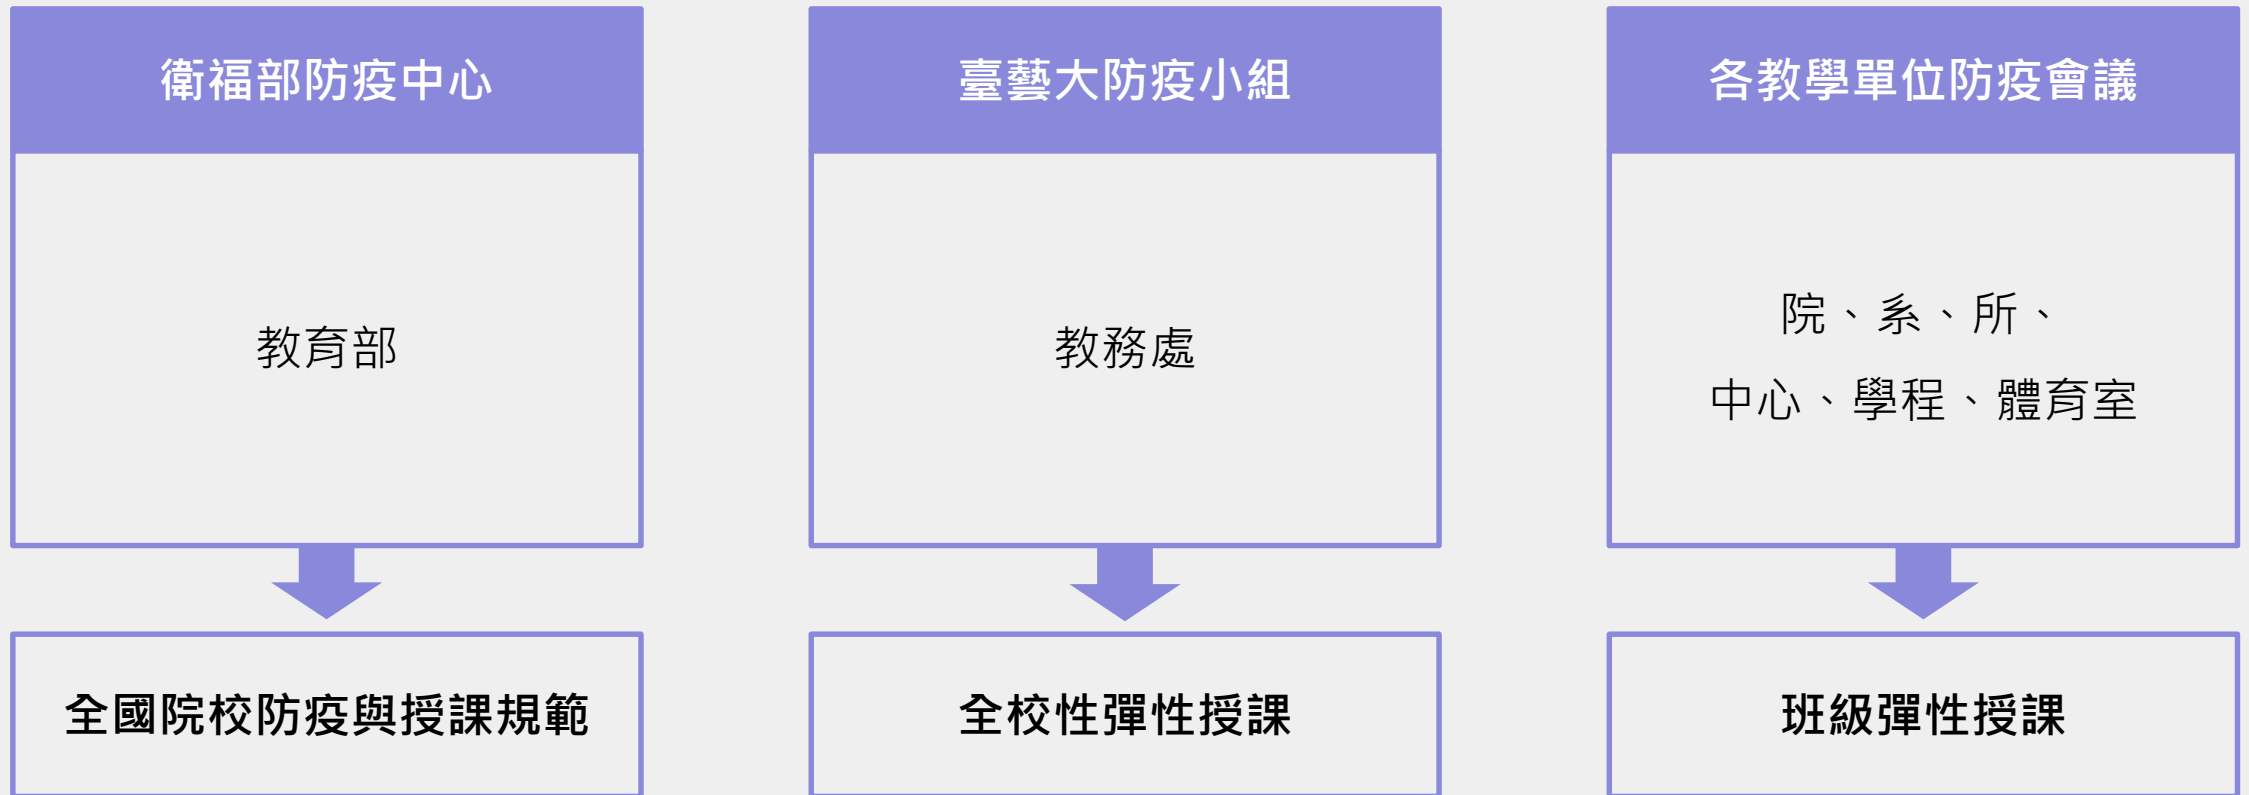 衛福部防疫中心
教育部
全國院校防疫與授課規範
臺藝大防疫小組
教務處
全校性彈性授課
各教學單位防疫會議
院、系、所、
中心、學程、體育室
班級彈性授課